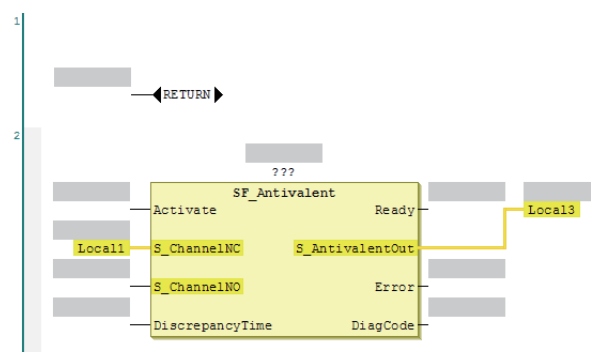 1
RETURN
2
???
SF_Antivalent
Activate Ready Local3
Local1 S_ChannelNC S_AntivalentOut
S_ChannelNO Error
DiscrepancyTime DiagCode